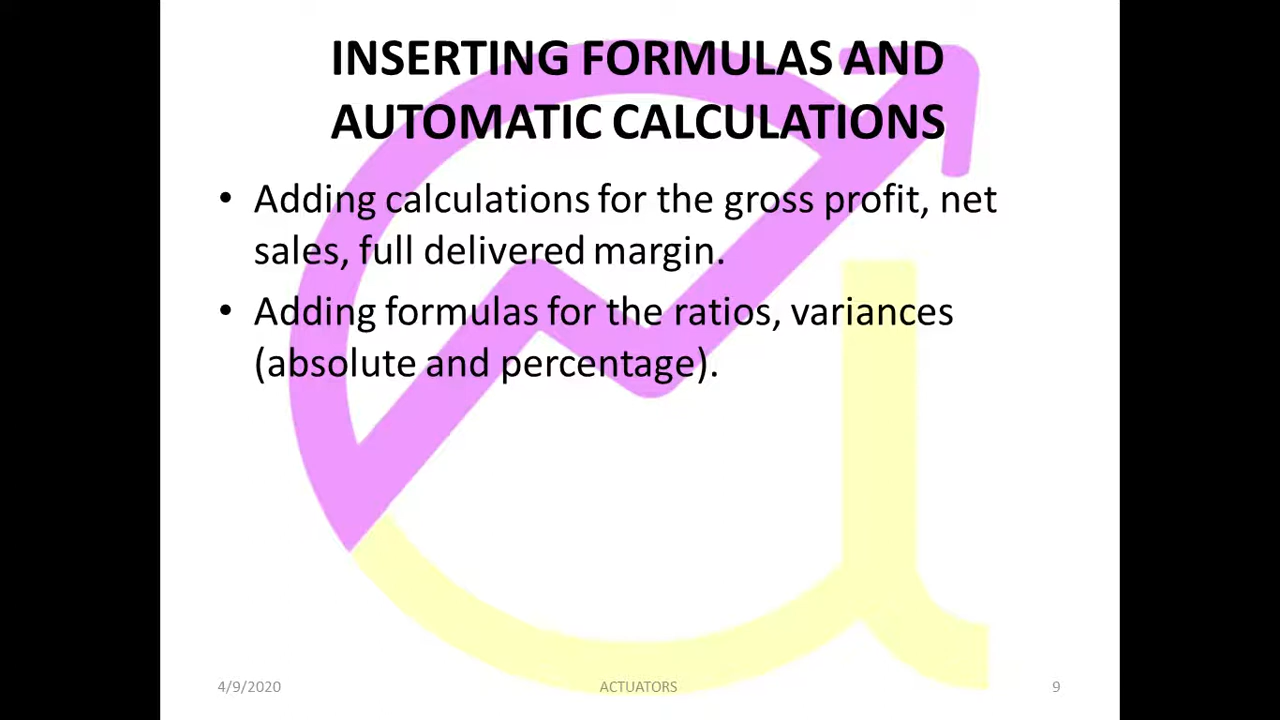 INSERTING FORMULAS AND
AUTOMATIC CALCULATIONS
• Adding calculations for the gross profit, net
sales, full delivered margin.
• Adding formulas for the ratios, variances
(absolute and percentage).
4/9/2020 ACTUATORS 9